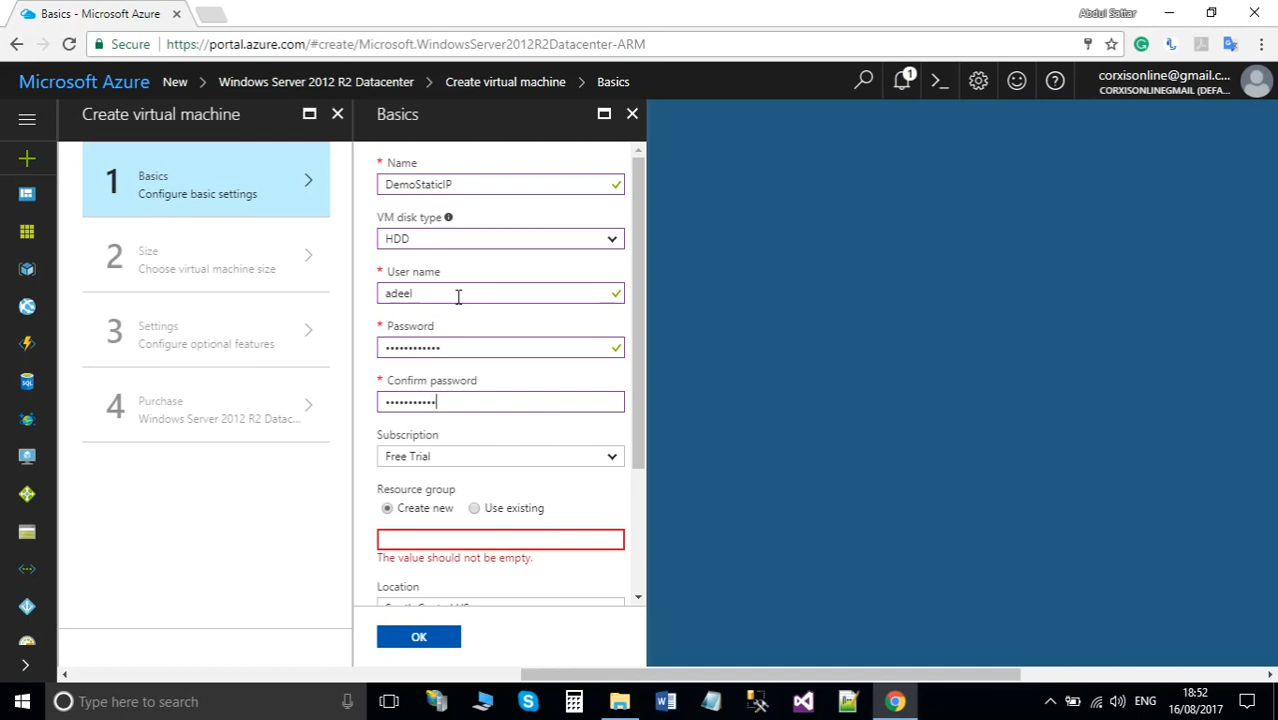 Basics - Microsoft Azure
Abdul Sattar
Secure
https://portal.azure.com/#create/Microsoft.WindowsServer2012R2Datacenter-ARM
Microsoft Azure New > Windows Server 2012 R2 Datacenter > Create virtual machine > Basics
1
corxisonline@gmail.c...
CORXISONLINEGMAIL (DEFA...
Create virtual machine
1
Basics
Configure basic settings
2
Size
Choose virtual machine size
3
Settings
Configure optional features
4
Purchase
Windows Server 2012 R2 Datac...
Basics
* Name
DemoStaticIP
VM disk type
HDD
* User name
adeel
* Password
••••••••••••
* Confirm password
•••••••••••
Subscription
Free Trial
Resource group
Create new Use existing
The value should not be empty.
Location
OK
SQL
Type here to search
ENG
18:52
16/08/2017